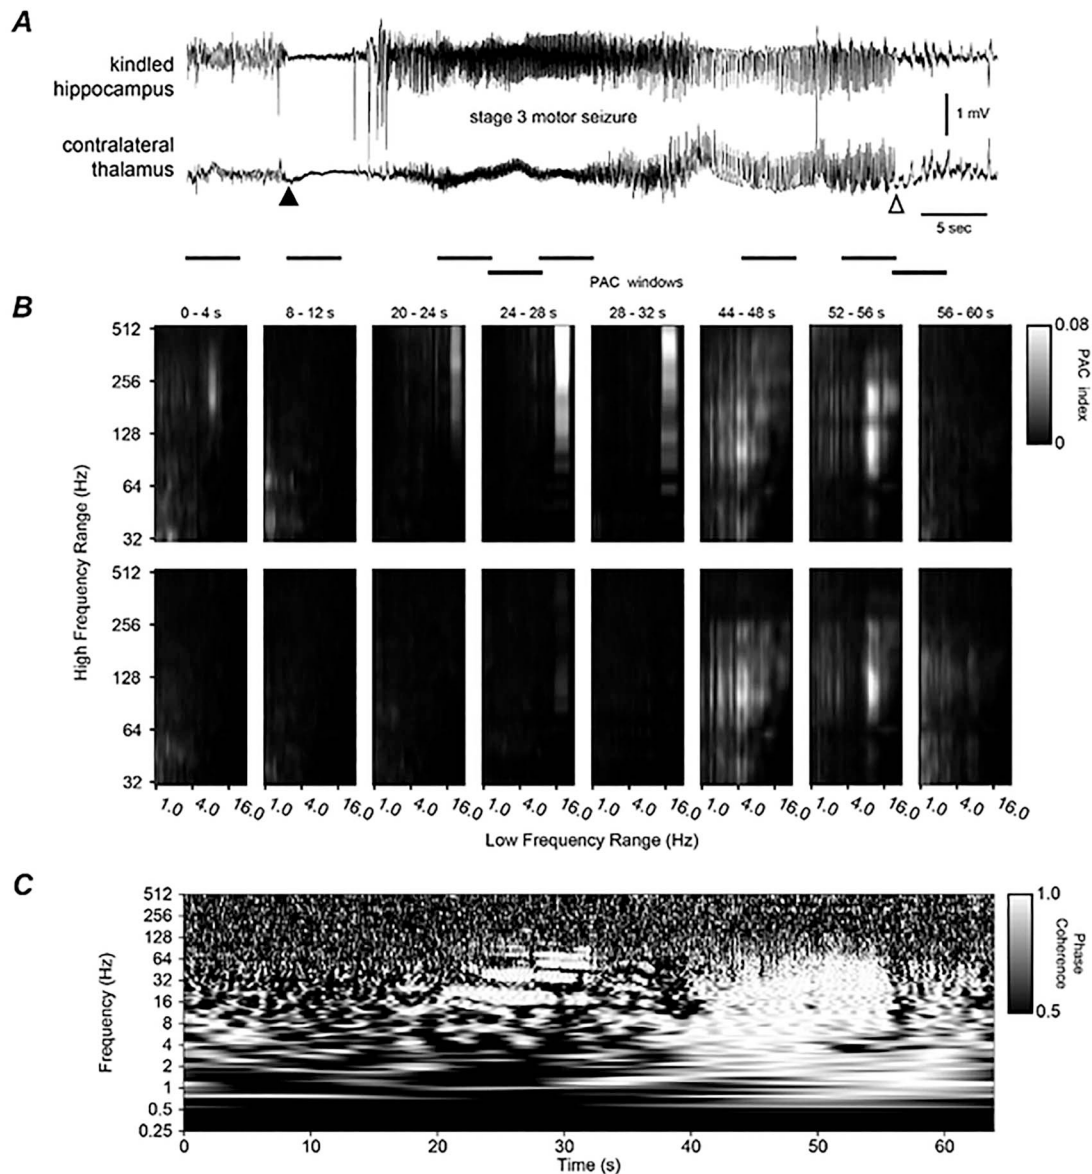 A
kindled
hippocampus
stage 3 motor seizure
1 mV
contralateral
thalamus
5 sec
PAC windows
B
0 - 4 s
8 - 12 s
20 - 24 s
24 - 28 s
28 - 32 s
44 - 48 s
52 - 56 s
56 - 60 s
512
256
128
64
32
0.08
0
PAC index
High Frequency Range (Hz)
512
256
128
64
32
1.0 4.0 16.0
1.0 4.0 16.0
1.0 4.0 16.0
1.0 4.0 16.0
1.0 4.0 16.0
1.0 4.0 16.0
1.0 4.0 16.0
1.0 4.0 16.0
Low Frequency Range (Hz)
C
512
256
128
64
32
16
8
4
2
1
0.5
0.25
Frequency (Hz)
1.0
0.5
Phase
Coherence
0 10 20 30 40 50 60
Time (s)